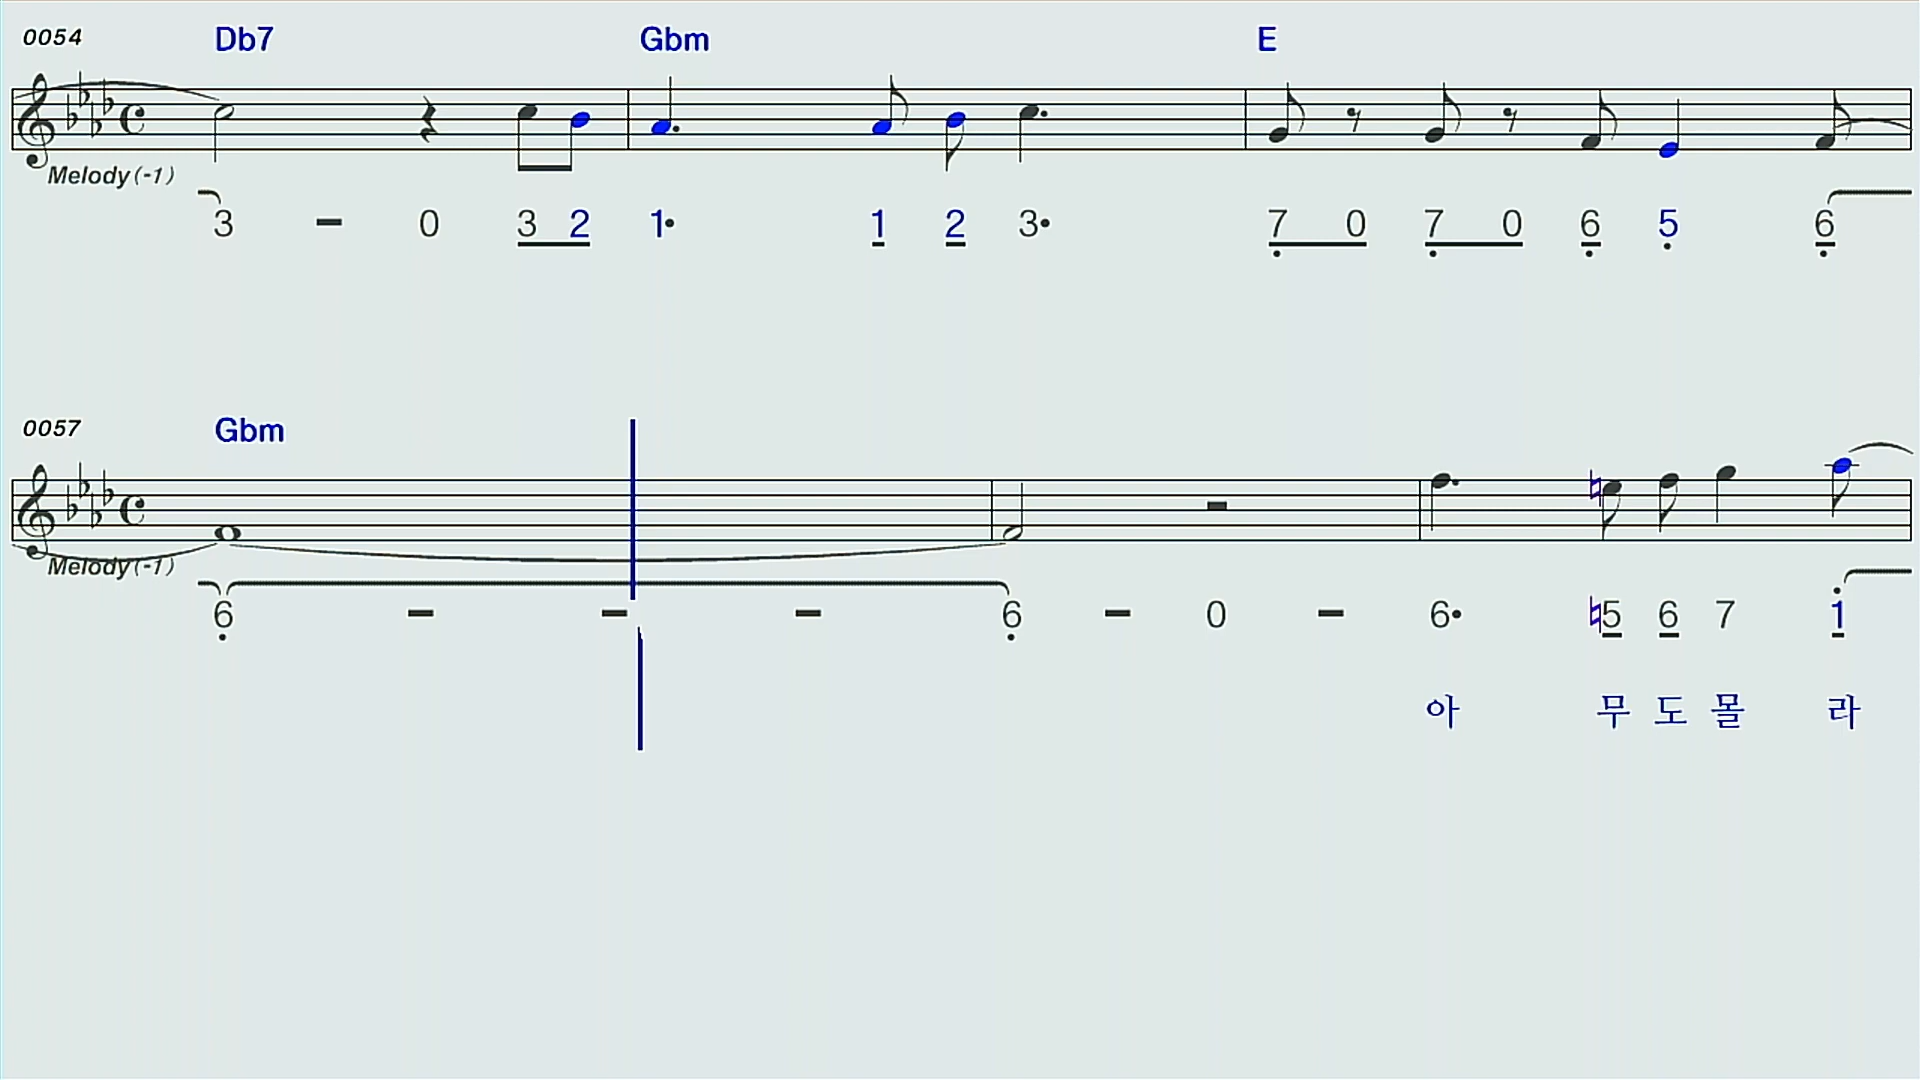 0054 Db7 Gbm E
Melody(-1)
3 - 0 3 2 1• 1 2 3• 7 0 7 0 6 5 6
0057 Gbm
Melody(-1)
6 - - - 6 - 0 - 6• ♮5 6 7 1
아 무 도 몰 라